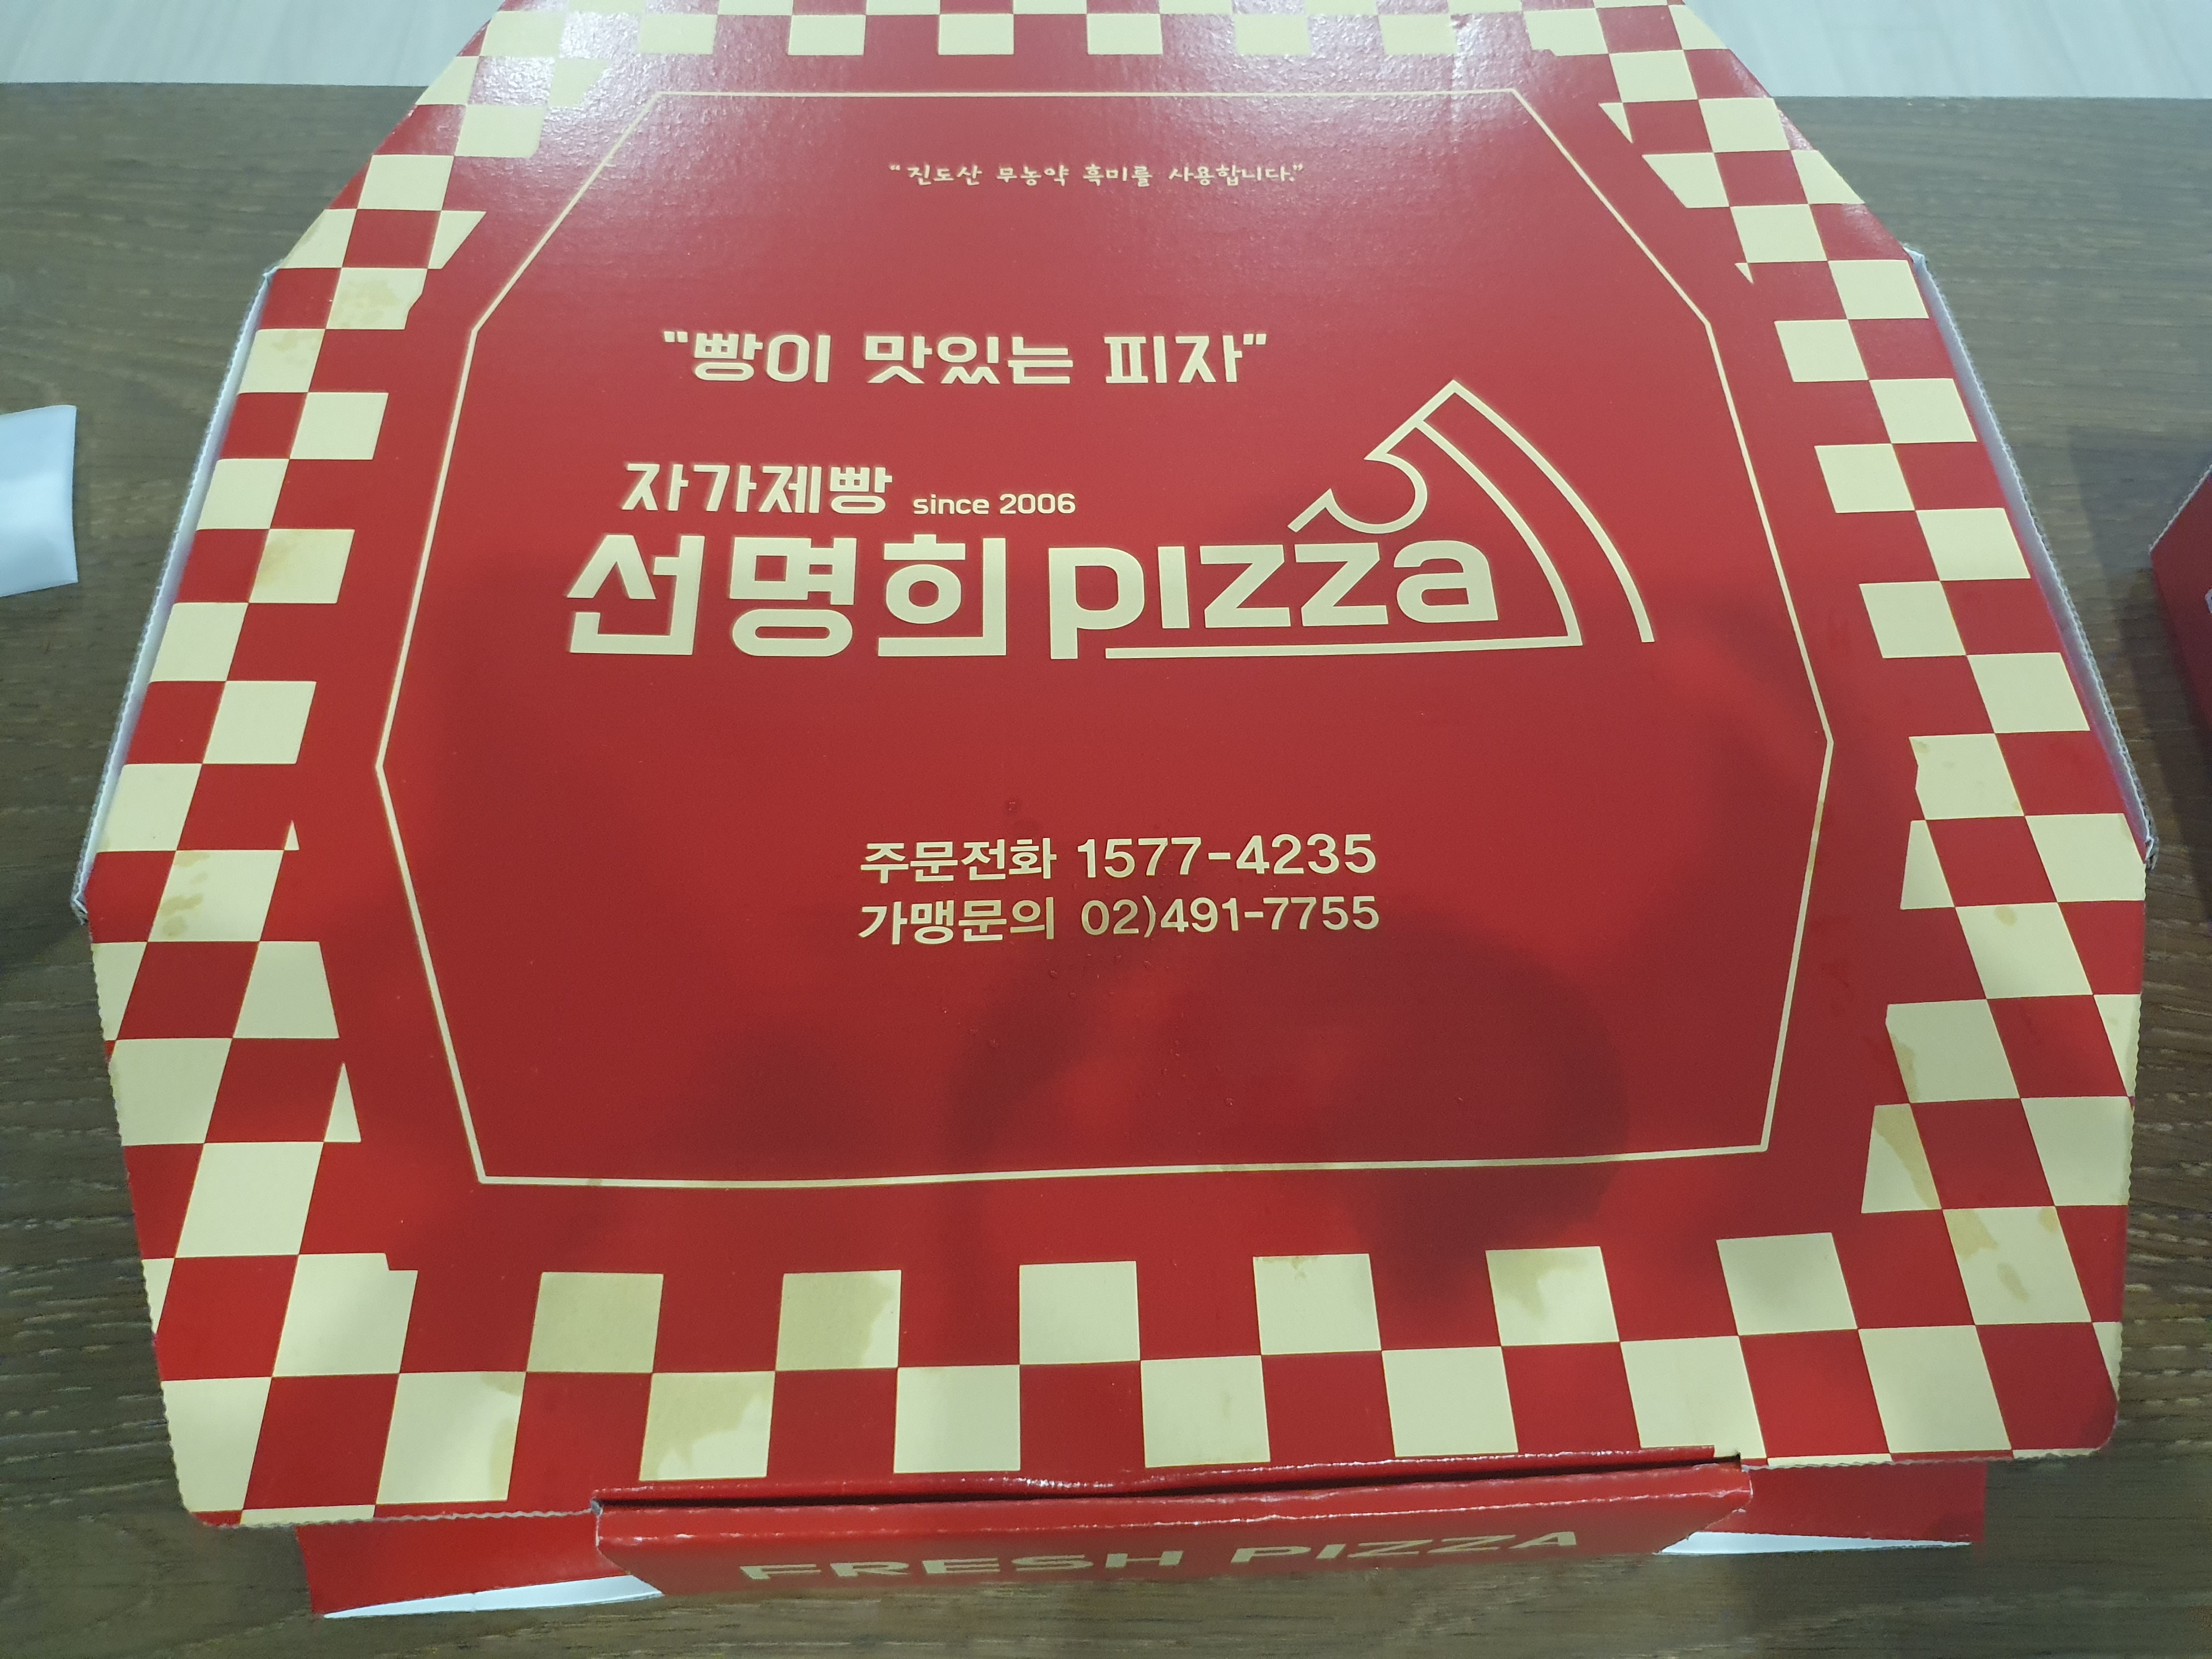 "진도산 무농약 흑미를 사용합니다."
"빵이 맛있는 피자"
자가제빵 since 2006
선명희 pizza
주문전화 1577-4235
가맹문의 02)491-7755
FRESH PIZZA